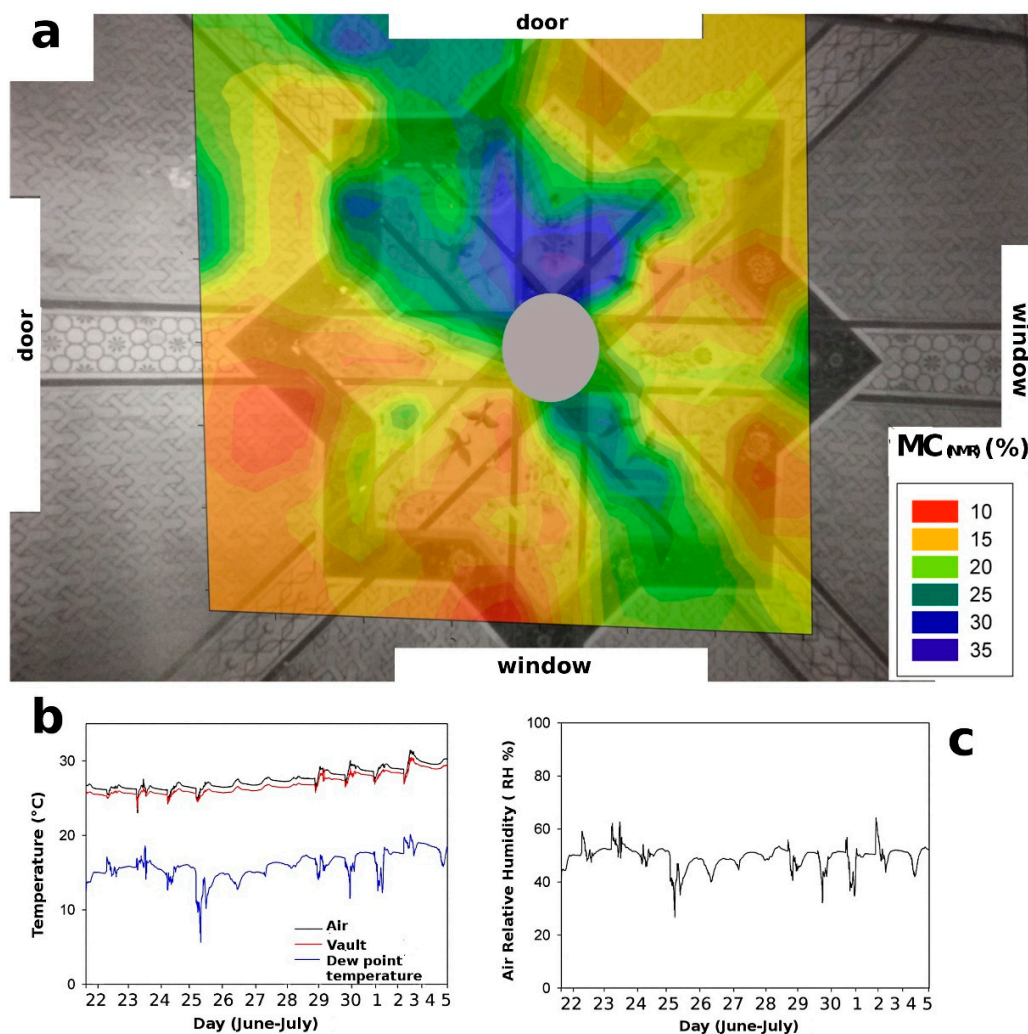 a
door
door
window
window
MC (NMR) (%)
10
15
20
25
30
35
b
Temperature (°C)
30
20
10
0
Air
Vault
Dew point
temperature
22 23 24 25 26 27 28 29 30 1 2 3 4 5
Day (June-July)
c
Air Relative Humidity ( RH %)
100
80
60
40
20
0
22 23 24 25 26 27 28 29 30 1 2 3 4 5
Day (June-July)